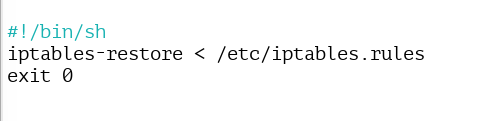 #!/bin/sh
iptables-restore < /etc/iptables.rules
exit 0